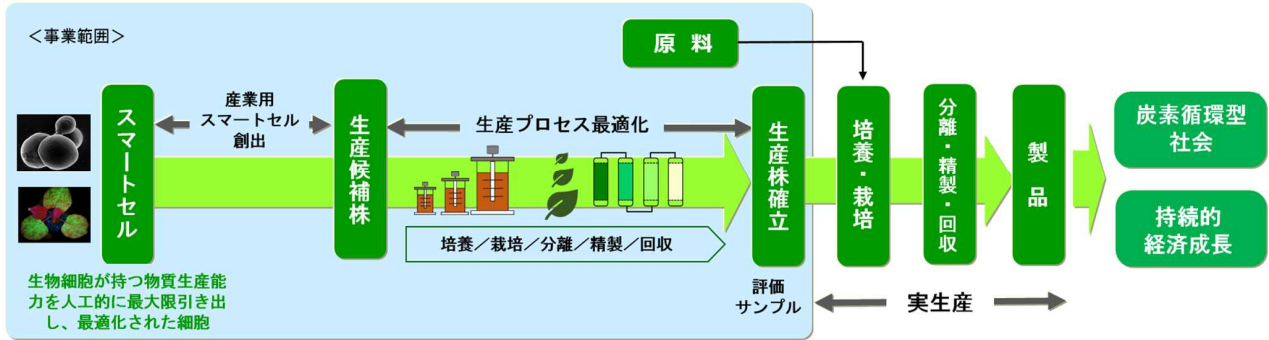 ＜事業範囲＞
原料
スマートセル
産業用
スマートセル
創出
生産候補株
生産プロセス最適化
培養／栽培／分離／精製／回収
生産株確立
評価
サンプル
生物細胞が持つ物質生産能
力を人工的に最大限引き出
し、最適化された細胞
培養・栽培
分離・精製・回収
製品
実生産
炭素循環型
社会
持続的
経済成長